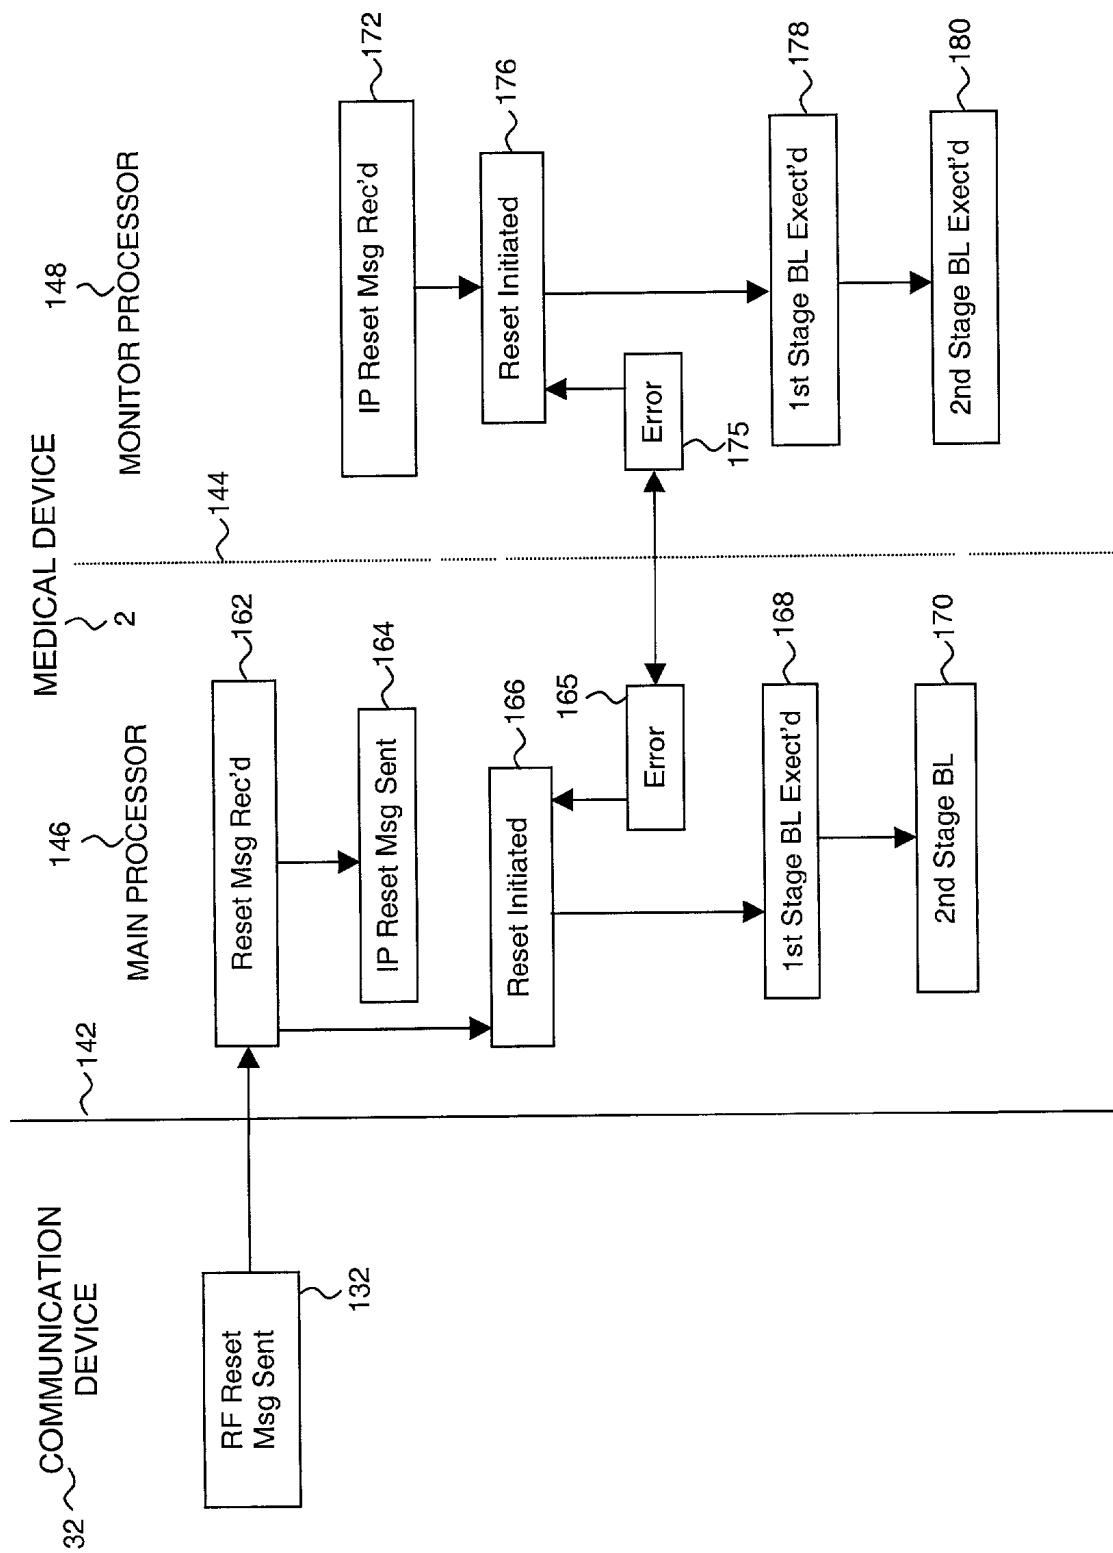 MEDICAL DEVICE
2
32
COMMUNICATION
DEVICE
142
146
MAIN PROCESSOR
144
148
MONITOR PROCESSOR
RF Reset
Msg Sent
132
Reset Msg Rec'd
162
IP Reset Msg Sent
164
IP Reset Msg Rec'd
172
Reset Initiated
166
Reset Initiated
176
Error
165
Error
175
1st Stage BL Exect'd
168
1st Stage BL Exect'd
178
2nd Stage BL
170
2nd Stage BL Exect'd
180